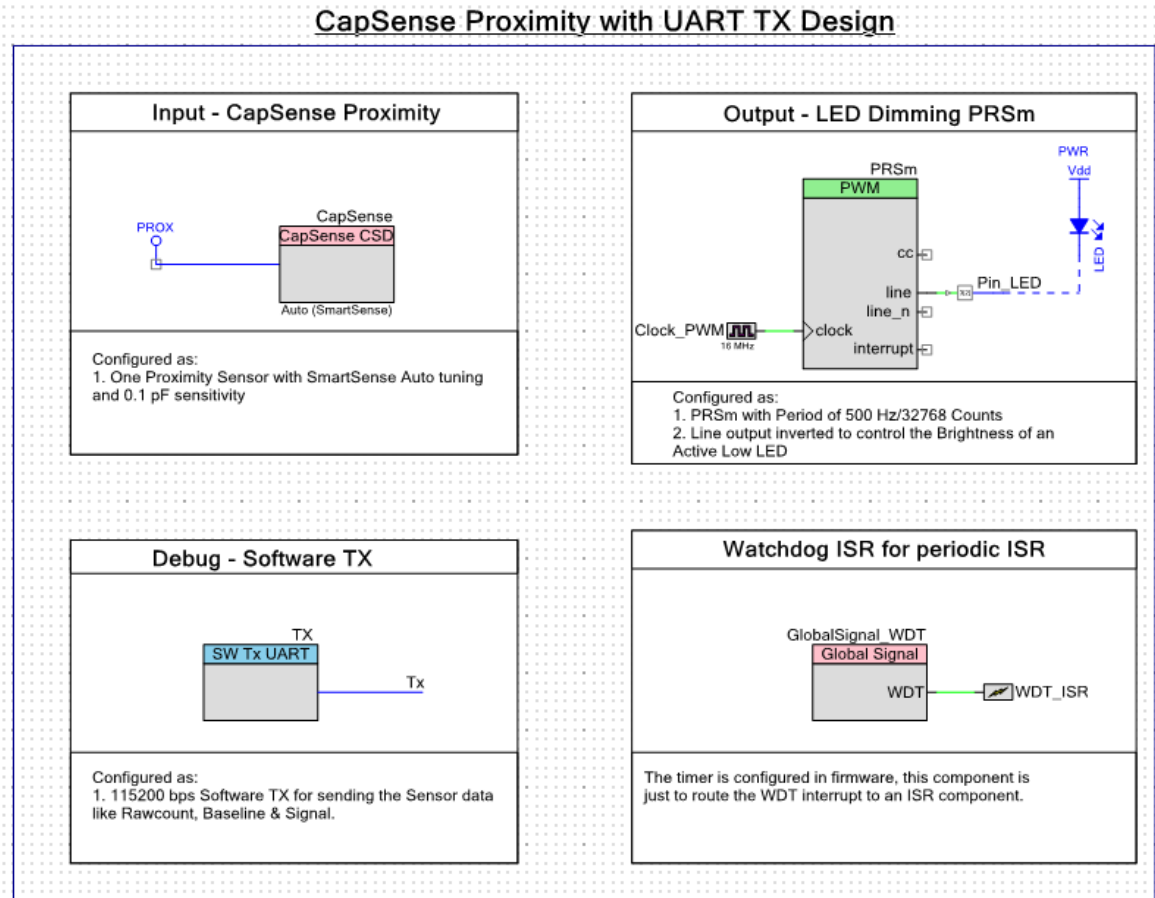 CapSense Proximity with UART TX Design
Input - CapSense Proximity
PROX
CapSense
CapSense CSD
Auto (SmartSense)
Configured as:
1. One Proximity Sensor with SmartSense Auto tuning
and 0.1 pF sensitivity
Output - LED Dimming PRSm
PWR
Vdd
LED
PRSm
PWM
cc
line
Pin_LED
line_n
Clock_PWM
16 MHz
clock
interrupt
Configured as:
1. PRSm with Period of 500 Hz/32768 Counts
2. Line output inverted to control the Brightness of an
Active Low LED
Debug - Software TX
TX
SW Tx UART
Tx
Configured as:
1. 115200 bps Software TX for sending the Sensor data
like Rawcount, Baseline & Signal.
Watchdog ISR for periodic ISR
GlobalSignal_WDT
Global Signal
WDT
WDT_ISR
The timer is configured in firmware, this component is
just to route the WDT interrupt to an ISR component.